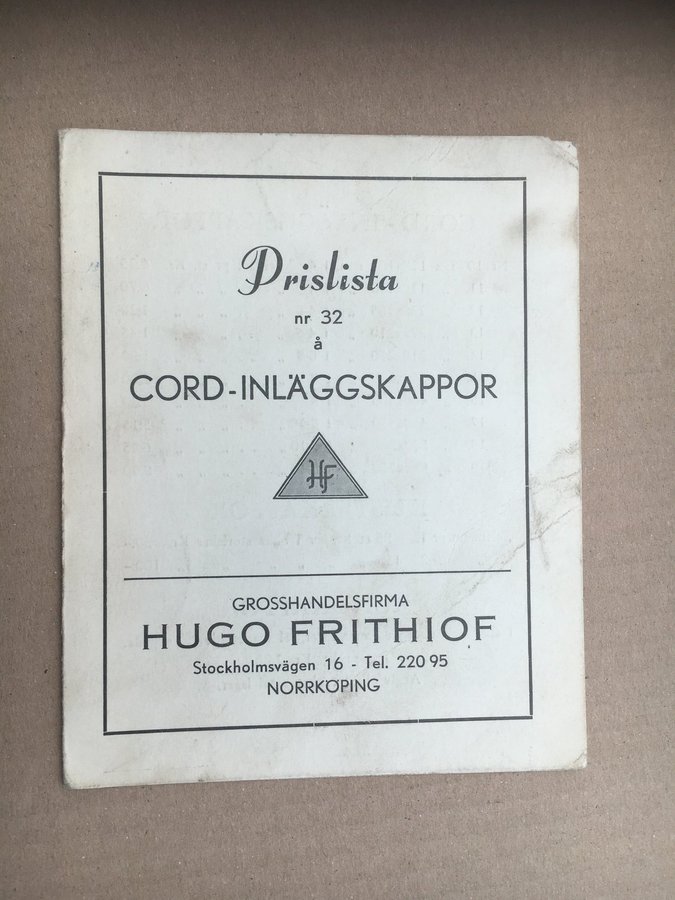 Prislista
nr 32
å
CORD-INLÄGGSKAPPOR
HF
GROSSHANDELSFIRMA
HUGO FRITHIOF
Stockholmsvägen 16 - Tel. 220 95
NORRKÖPING